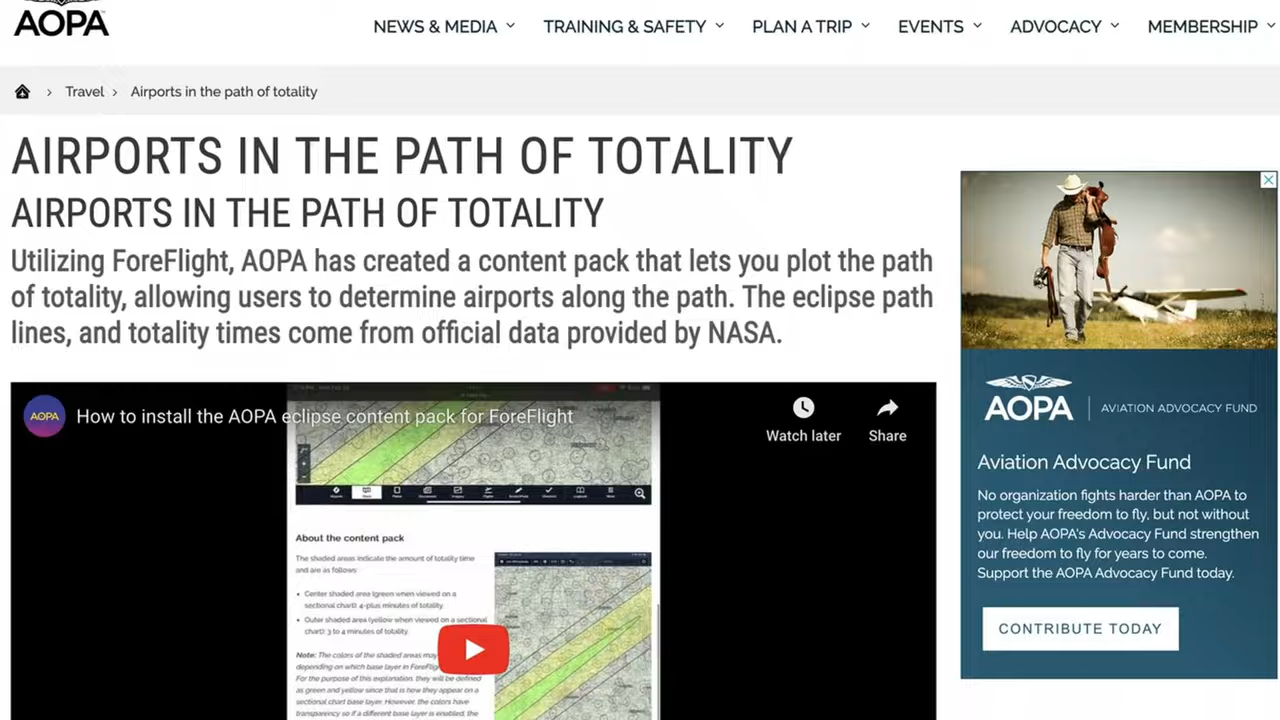 AOPA
NEWS & MEDIA
TRAINING & SAFETY
PLAN A TRIP
EVENTS
ADVOCACY
MEMBERSHIP
Travel
Airports in the path of totality
AIRPORTS IN THE PATH OF TOTALITY
AIRPORTS IN THE PATH OF TOTALITY
Utilizing ForeFlight, AOPA has created a content pack that lets you plot the path
of totality, allowing users to determine airports along the path. The eclipse path
lines, and totality times come from official data provided by NASA.
AOPA
How to install the AOPA eclipse content pack for ForeFlight
Watch later
Share
About the content pack
The shaded areas indicate the amount of totality time
and are as follows:
• Center shaded area (green when viewed on a
sectional chart): 4-plus minutes of totality.
• Outer shaded area (yellow when viewed on a sectional
chart): 3 to 4 minutes of totality.
Note: The colors of the shaded areas may
depending on which base layer in ForeFlig
For the purpose of this explanation, they will be defined
as green and yellow since that is how they appear on a
sectional chart base layer. However, the colors have
transparency so if a different base layer is enabled, the
AOPA
AVIATION ADVOCACY FUND
Aviation Advocacy Fund
No organization fights harder than AOPA to
protect your freedom to fly, but not without
you. Help AOPA's Advocacy Fund strengthen
our freedom to fly for years to come.
Support the AOPA Advocacy Fund today.
CONTRIBUTE TODAY